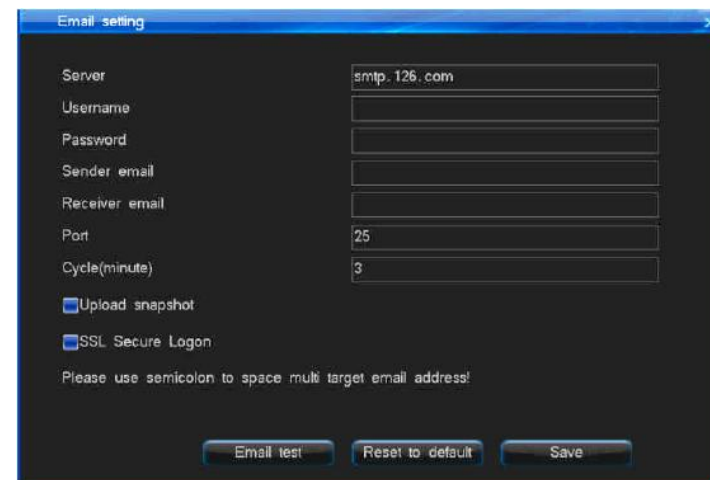 Email setting
Server smtp.126.com
Username
Password
Sender email
Receiver email
Port 25
Cycle(minute) 3
Upload snapshot
SSL Secure Logon
Please use semicolon to space multi target email address!
Email test Reset to default Save